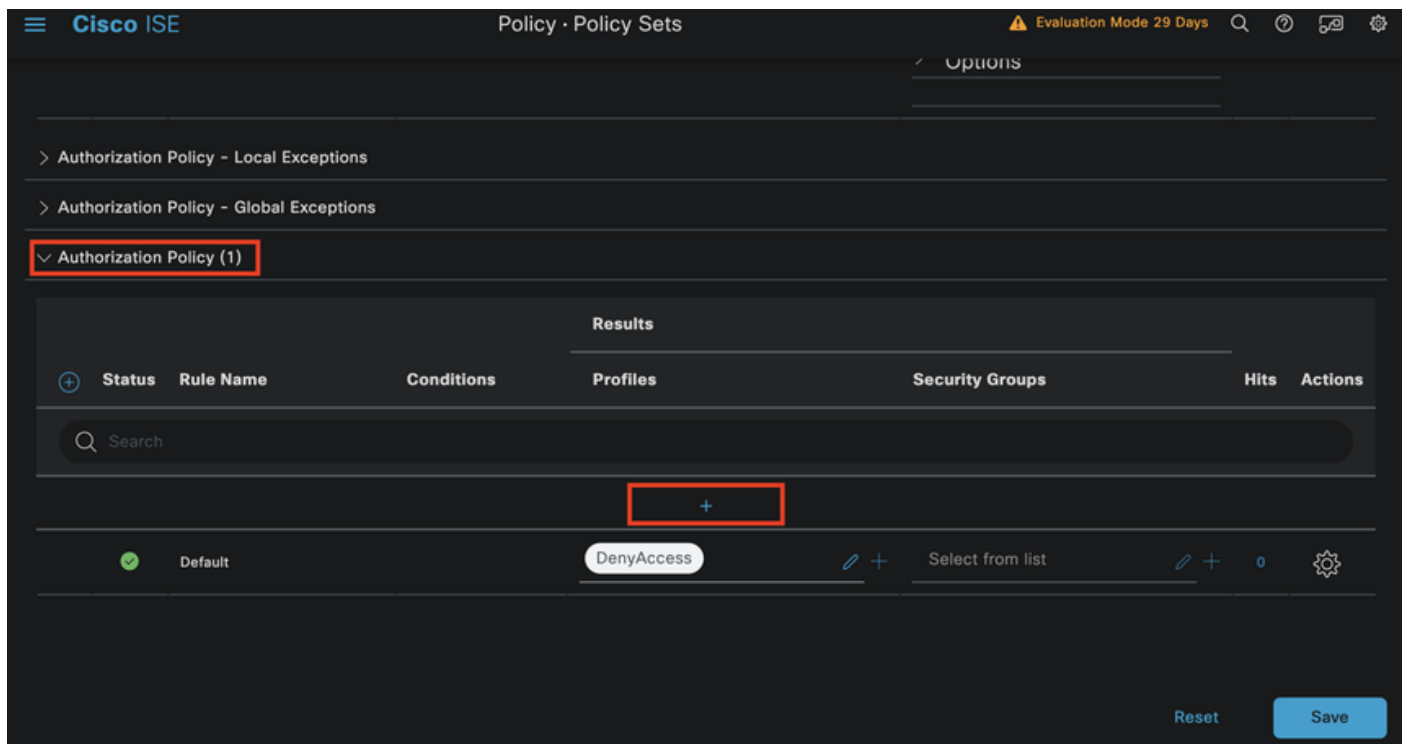 Cisco ISE
Policy · Policy Sets
Evaluation Mode 29 Days
Options
Authorization Policy - Local Exceptions
Authorization Policy - Global Exceptions
Authorization Policy (1)
Results
Status Rule Name Conditions Profiles Security Groups Hits Actions
Search
+
Default DenyAccess + Select from list + 0
Reset Save